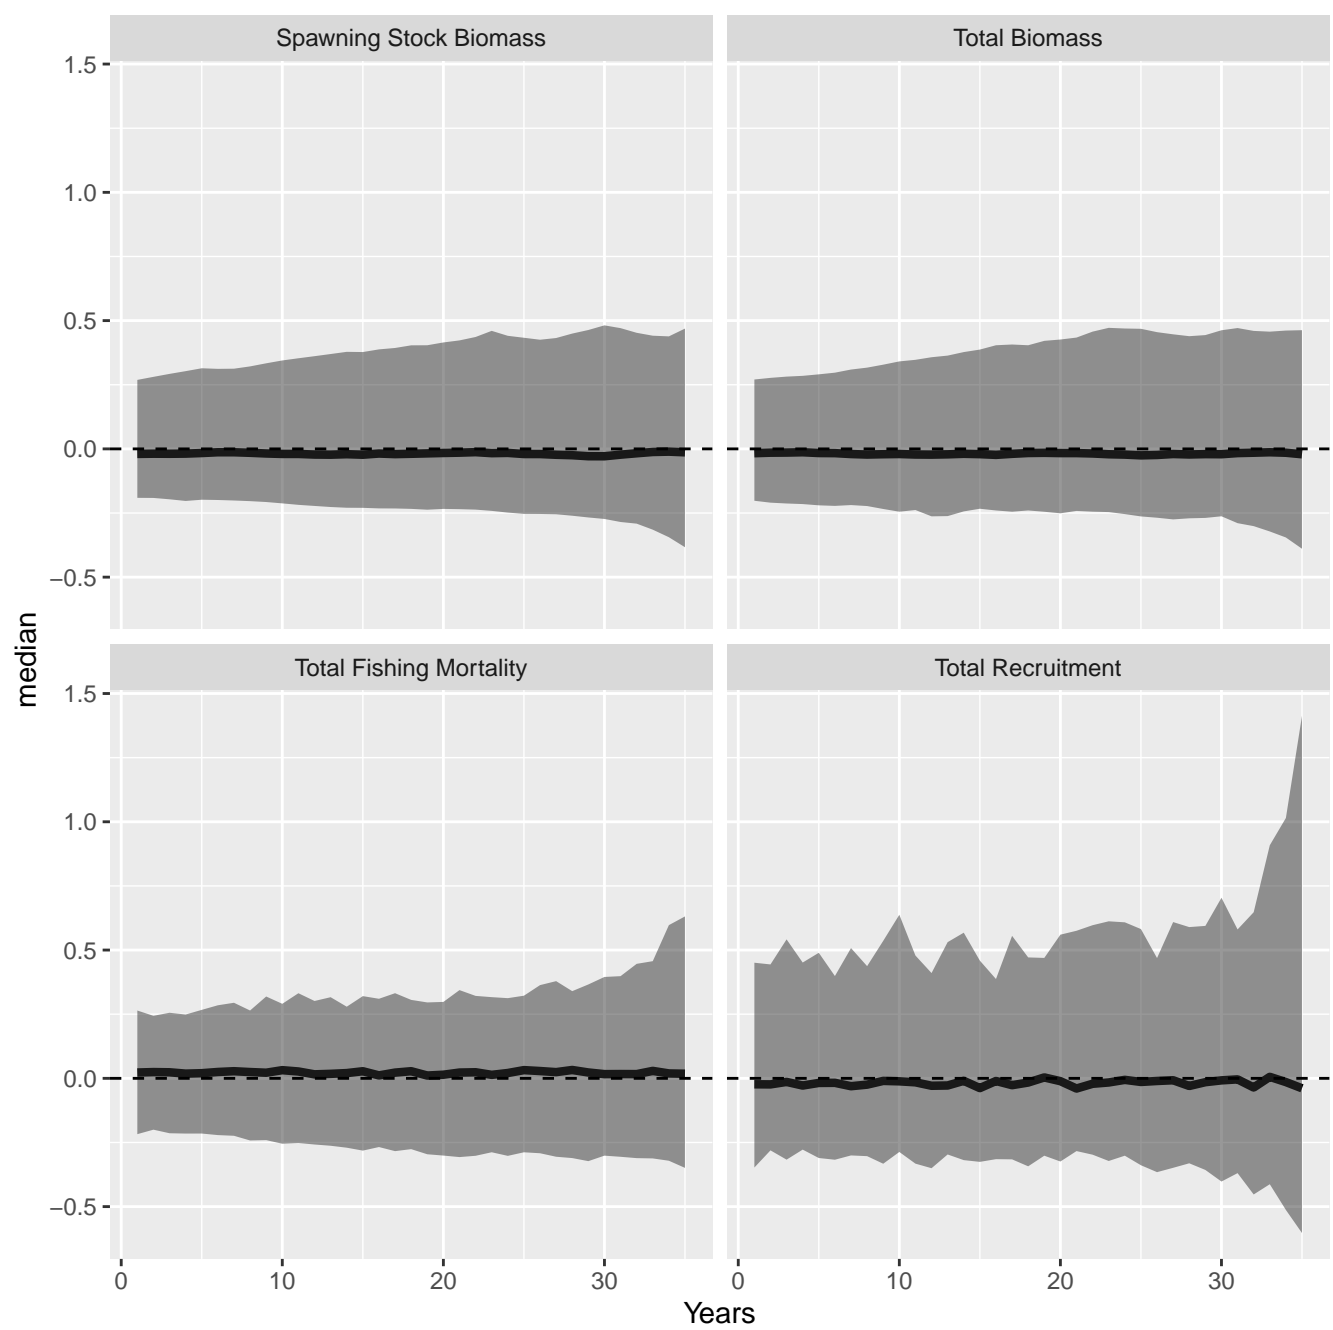 Spawning Stock Biomass
Total Biomass
1.5
1.0
0.5
0.0
−0.5
median
Total Fishing Mortality
Total Recruitment
1.5
1.0
0.5
0.0
−0.5
0 10 20 30
0 10 20 30
Years